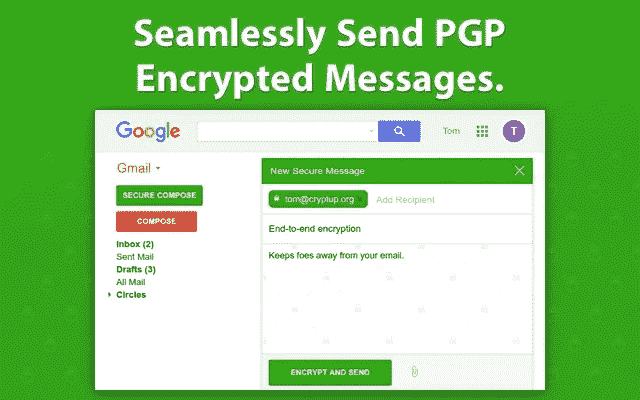 Seamlessly Send PGP
Encrypted Messages.
Google
Tom
T
Gmail
SECURE COMPOSE
COMPOSE
Inbox (2)
Sent Mail
Drafts (3)
All Mail
Circles
New Secure Message
tom@cryptup.org
Add Recipient
End-to-end encryption
Keeps foes away from your email.
ENCRYPT AND SEND